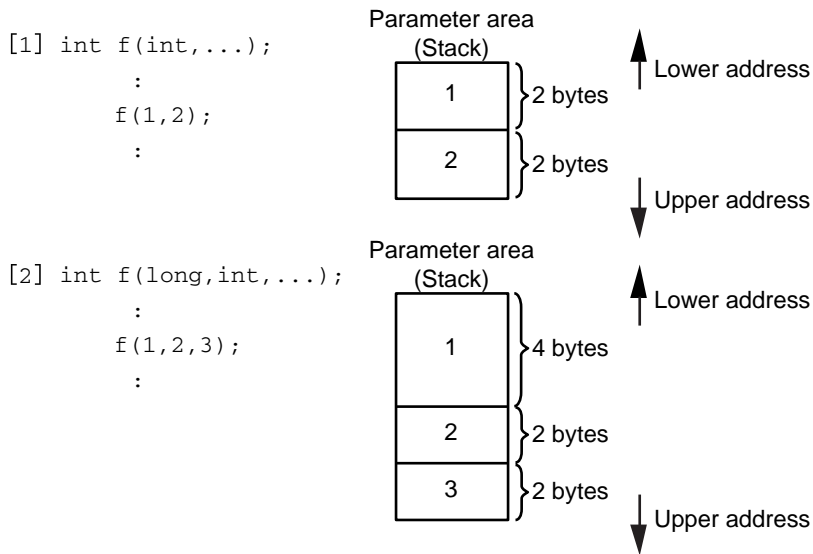 [1] int f(int,...);
:
f(1,2);
:
Parameter area
(Stack)
1
2 bytes
2
2 bytes
Lower address
Upper address
[2] int f(long,int,...);
:
f(1,2,3);
:
Parameter area
(Stack)
1
4 bytes
2
2 bytes
3
2 bytes
Lower address
Upper address